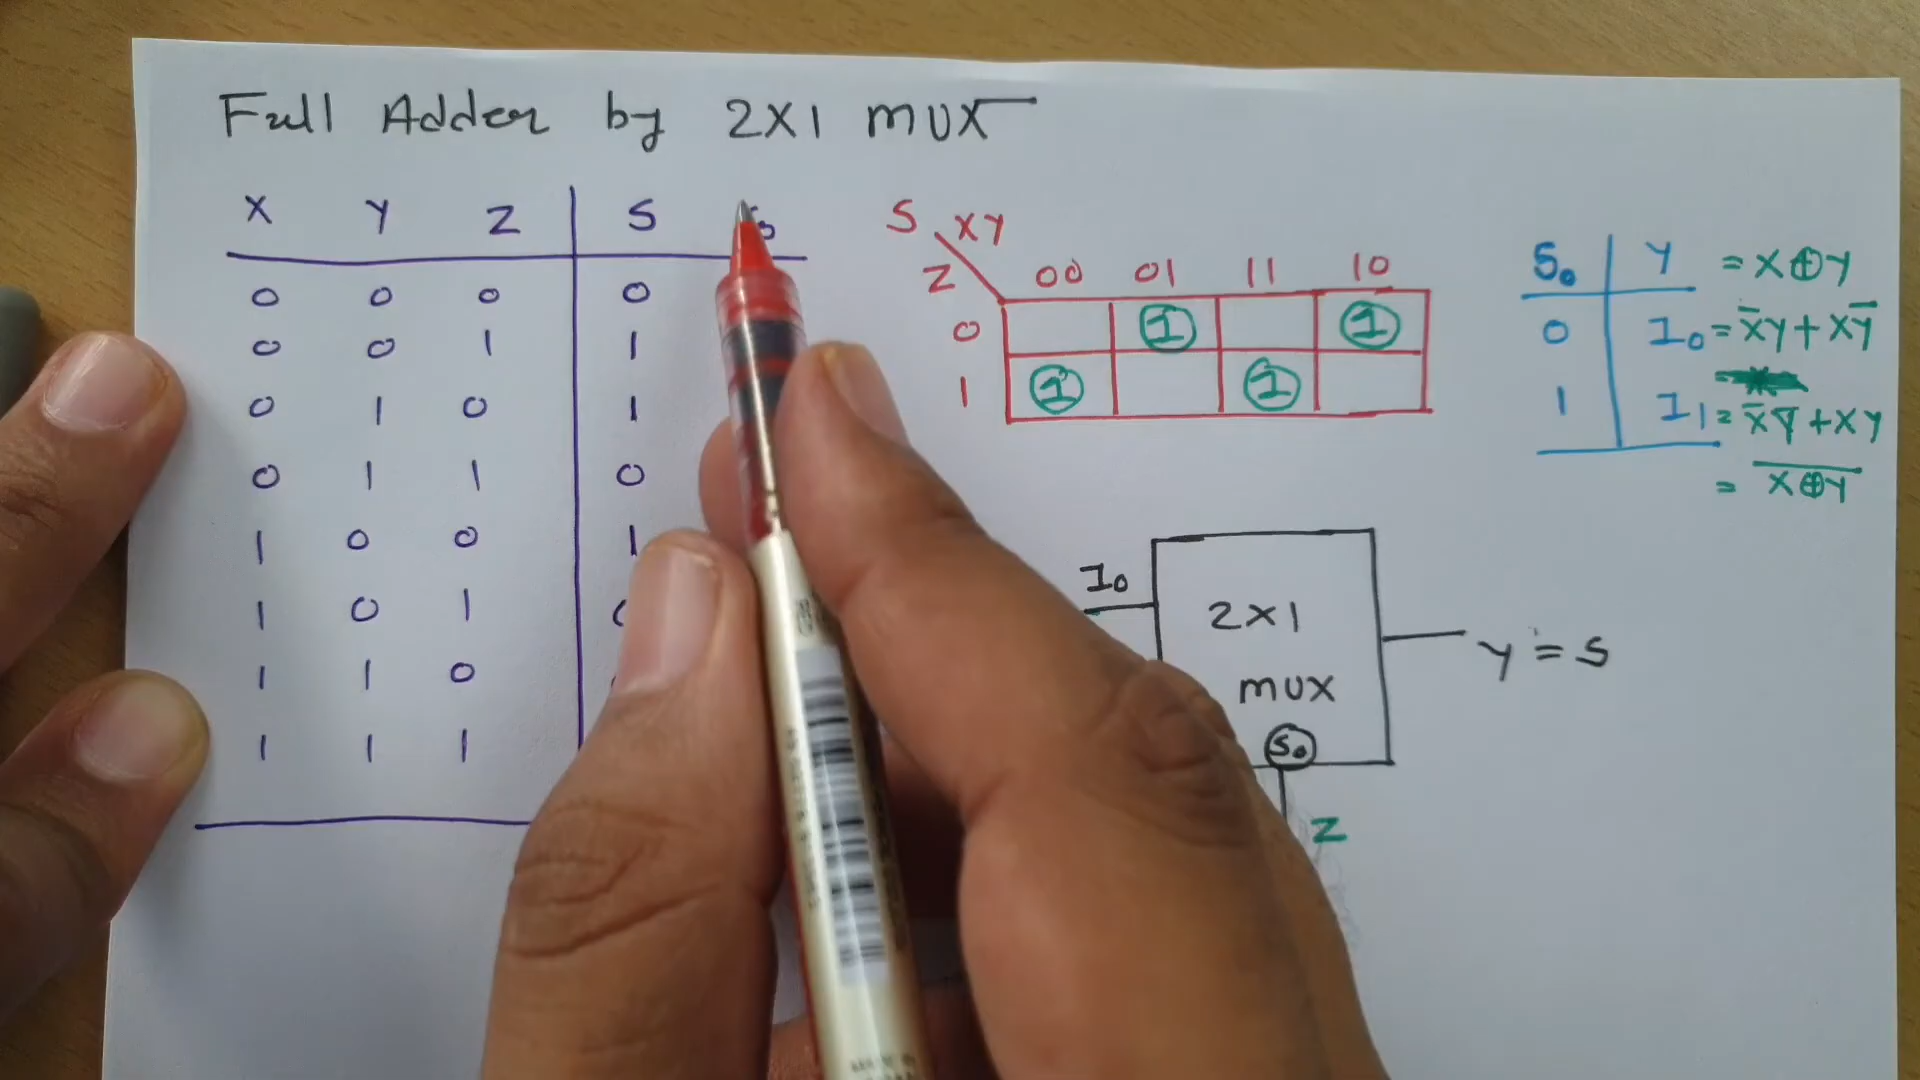 Full Adder by 2X1 MUX
X Y Z S
0 0 0 0
0 0 1 1
0 1 0 1
0 1 1 0
1 0 0 1
1 0 1
1 1 0
1 1 1
S XY
Z 00 01 11 10
0 1 1
1 1 1
S₀ Y = X⊕Y
0 I₀ = X̅Y + XY̅
1 I₁ = X̅Y̅ + XY
= \overline{X⊕Y}
I₀
2X1
MUX
S₀
Y = S
Z